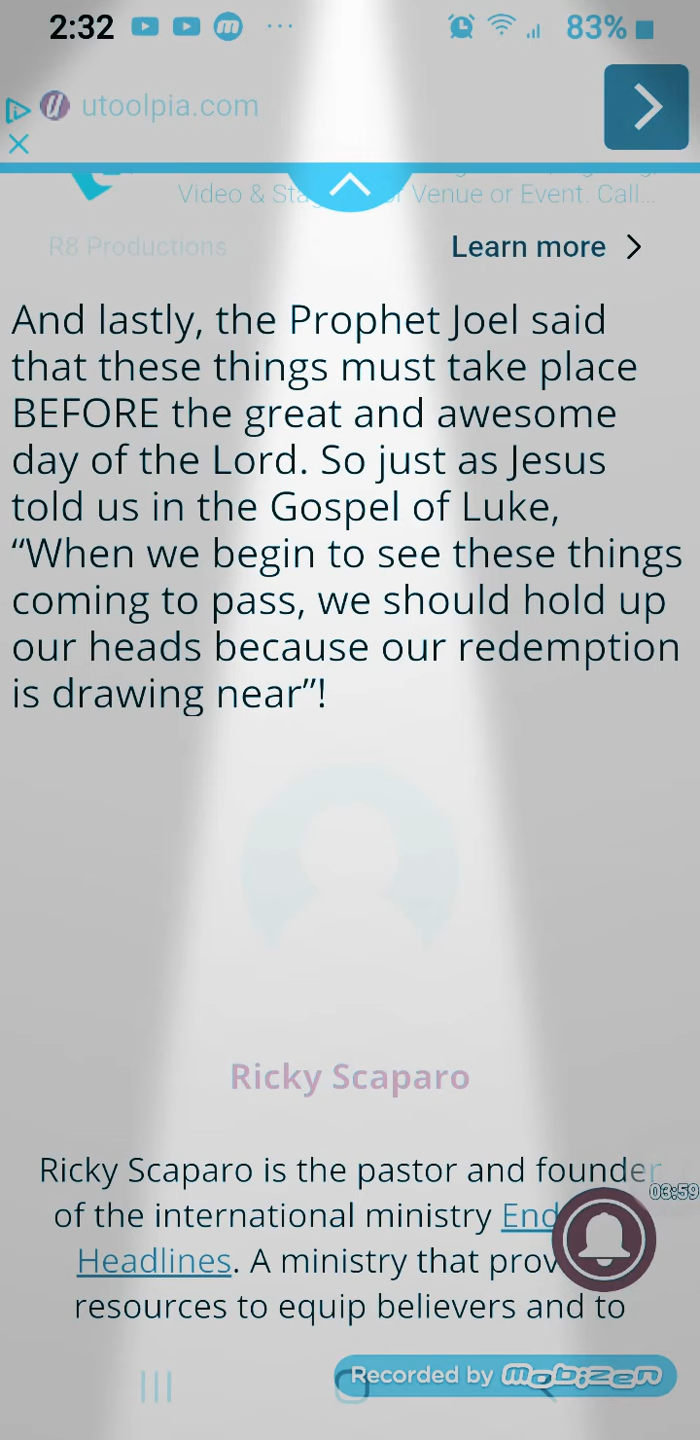 2:32 m ... 83%
utoolpia.com
Video & Sta or Venue or Event. Call...
R8 Productions Learn more
And lastly, the Prophet Joel said
that these things must take place
BEFORE the great and awesome
day of the Lord. So just as Jesus
told us in the Gospel of Luke,
“When we begin to see these things
coming to pass, we should hold up
our heads because our redemption
is drawing near”!
Ricky Scaparo
Ricky Scaparo is the pastor and founder
03:59
of the international ministry End
Headlines. A ministry that prov
resources to equip believers and to
Recorded by mobizen